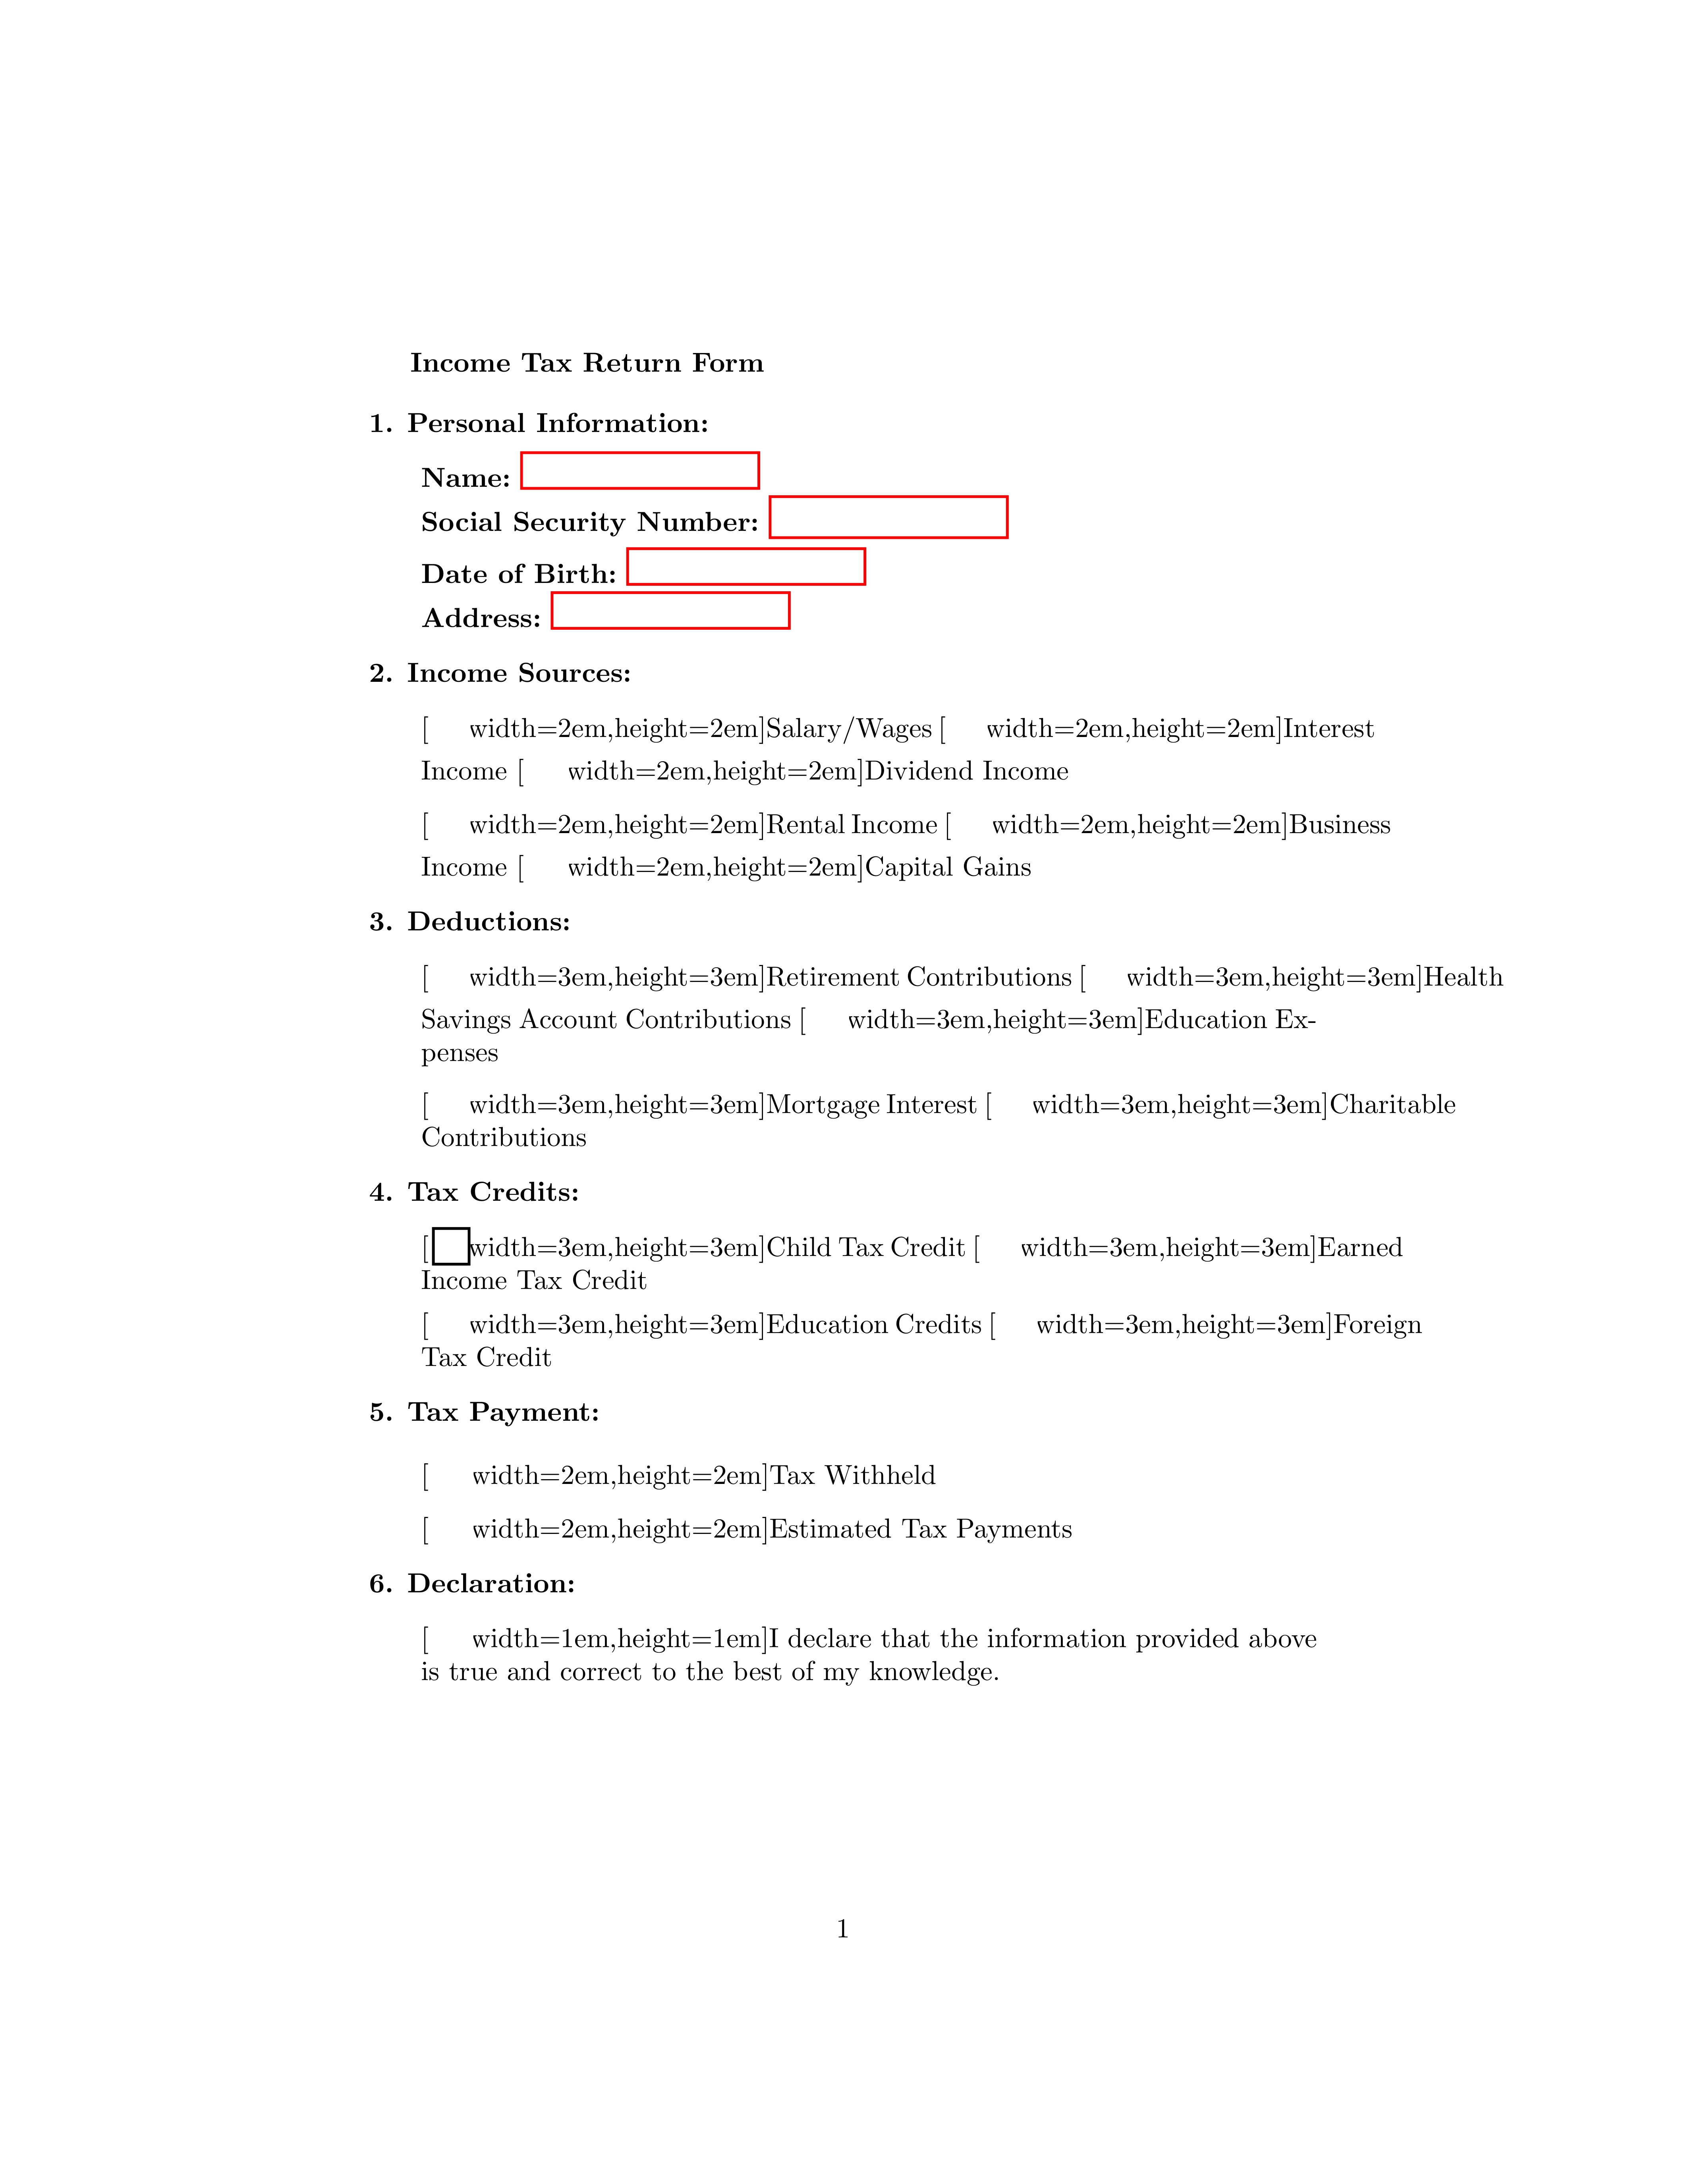 Income Tax Return Form
1. Personal Information:
Name:
Social Security Number:
Date of Birth:
Address:
2. Income Sources:
[ width=2em,height=2em]Salary/Wages [ width=2em,height=2em]Interest
Income [ width=2em,height=2em]Dividend Income
[ width=2em,height=2em]Rental Income [ width=2em,height=2em]Business
Income [ width=2em,height=2em]Capital Gains
3. Deductions:
[ width=3em,height=3em]Retirement Contributions [ width=3em,height=3em]Health
Savings Account Contributions [ width=3em,height=3em]Education Ex-
penses
[ width=3em,height=3em]Mortgage Interest [ width=3em,height=3em]Charitable
Contributions
4. Tax Credits:
[ width=3em,height=3em]Child Tax Credit [ width=3em,height=3em]Earned
Income Tax Credit
[ width=3em,height=3em]Education Credits [ width=3em,height=3em]Foreign
Tax Credit
5. Tax Payment:
[ width=2em,height=2em]Tax Withheld
[ width=2em,height=2em]Estimated Tax Payments
6. Declaration:
[ width=1em,height=1em]I declare that the information provided above
is true and correct to the best of my knowledge.
1